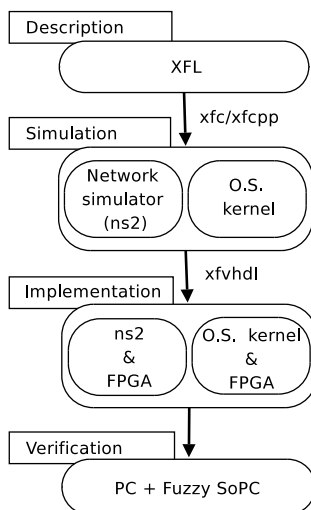 Description
XFL
xfc/xfcpp
Simulation
Network
simulator
(ns2)
O.S.
kernel
xfvhdl
Implementation
ns2
&
FPGA
O.S. kernel
&
FPGA
Verification
PC + Fuzzy SoPC